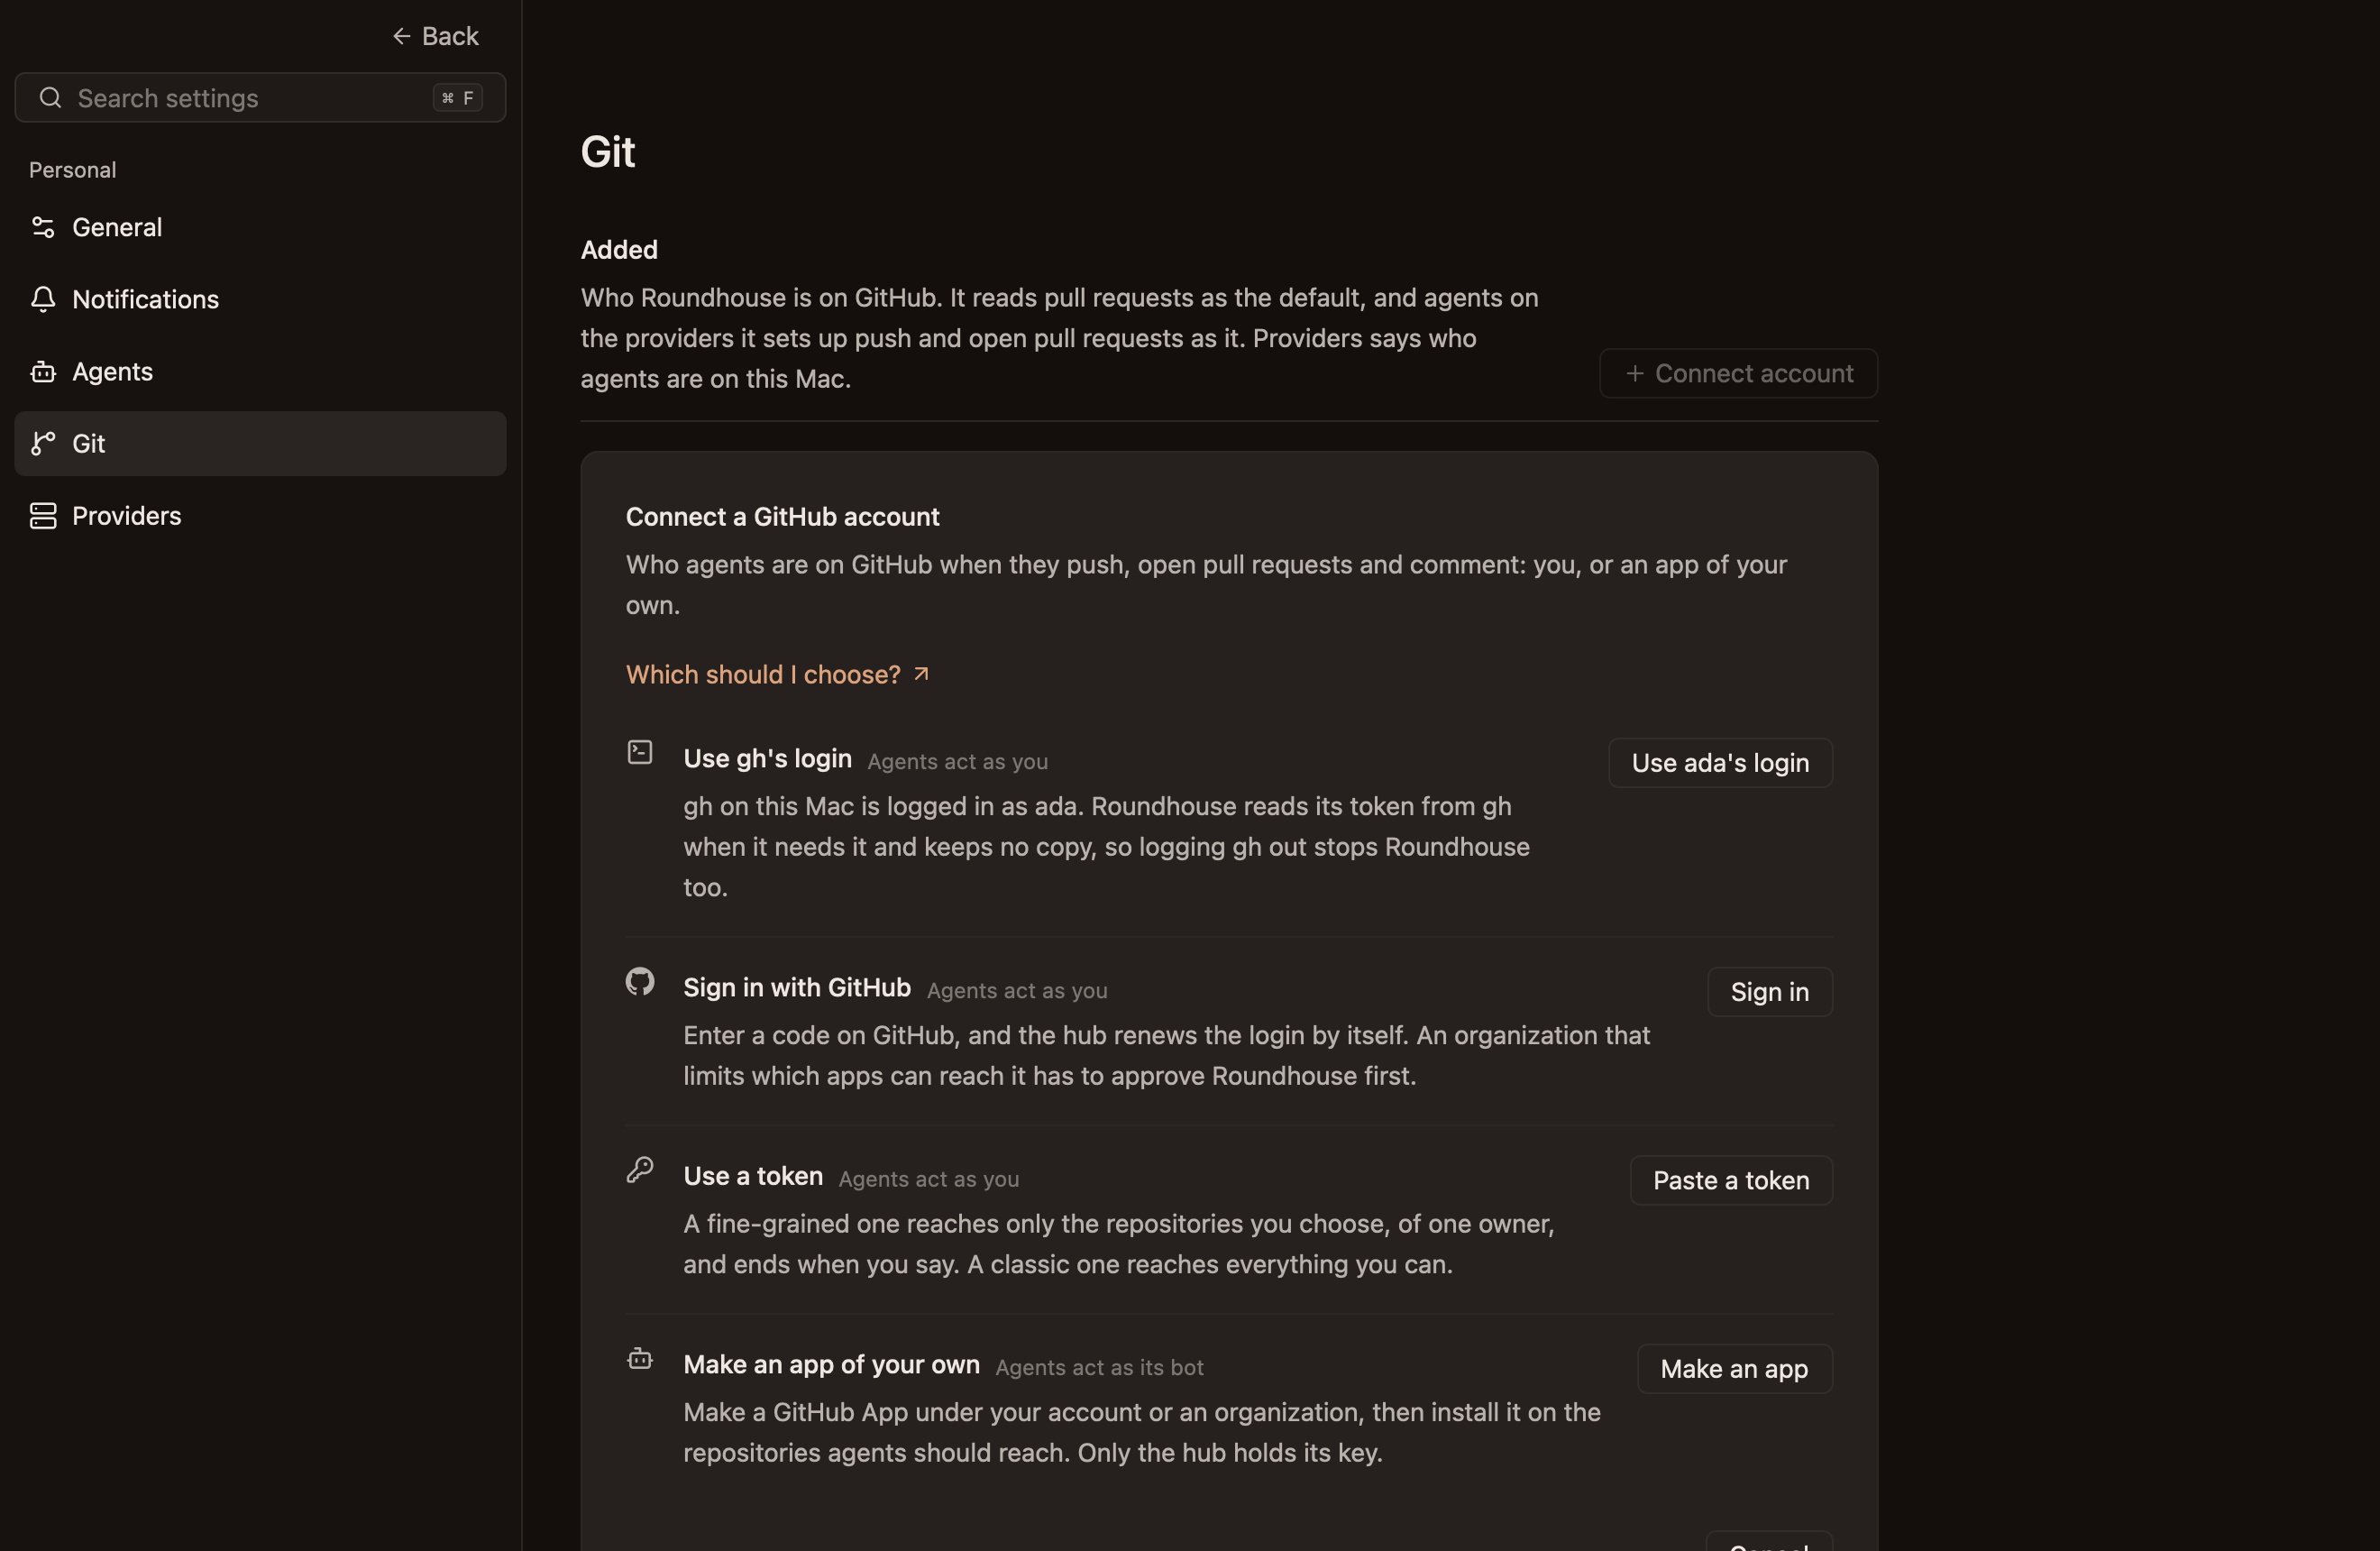 Back
Search settings
⌘ F
Personal
General
Notifications
Agents
Git
Providers
Git
Added
Who Roundhouse is on GitHub. It reads pull requests as the default, and agents on
the providers it sets up push and open pull requests as it. Providers says who
agents are on this Mac.
+ Connect account
Connect a GitHub account
Who agents are on GitHub when they push, open pull requests and comment: you, or an app of your
own.
Which should I choose? ↗
Use gh's login Agents act as you
Use ada's login
gh on this Mac is logged in as ada. Roundhouse reads its token from gh
when it needs it and keeps no copy, so logging gh out stops Roundhouse
too.
Sign in with GitHub Agents act as you
Sign in
Enter a code on GitHub, and the hub renews the login by itself. An organization that
limits which apps can reach it has to approve Roundhouse first.
Use a token Agents act as you
Paste a token
A fine-grained one reaches only the repositories you choose, of one owner,
and ends when you say. A classic one reaches everything you can.
Make an app of your own Agents act as its bot
Make an app
Make a GitHub App under your account or an organization, then install it on the
repositories agents should reach. Only the hub holds its key.